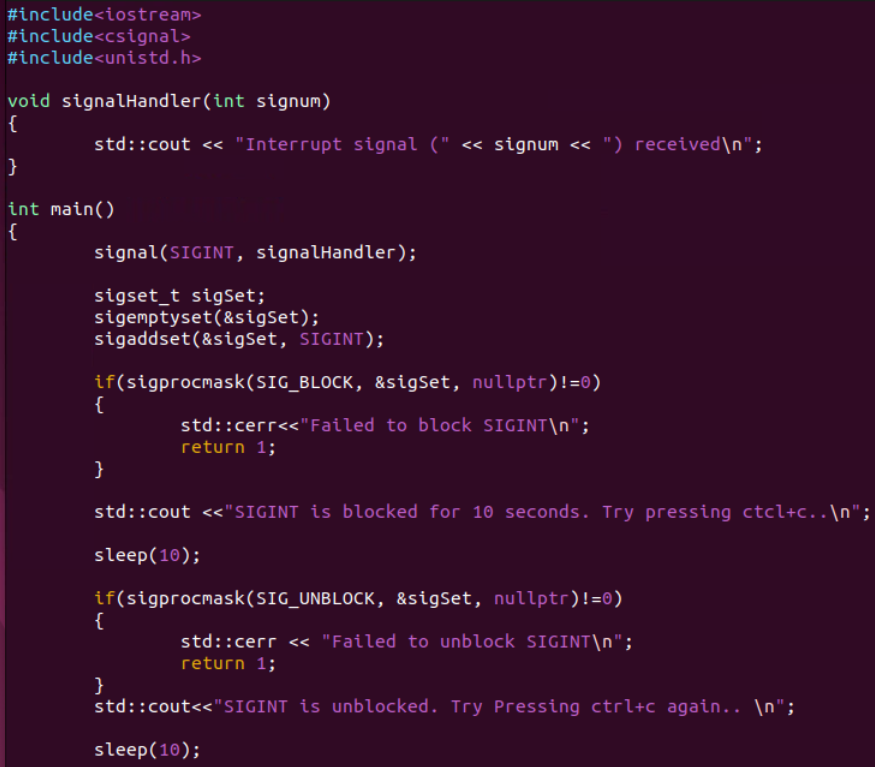 #include<iostream>
#include<csignal>
#include<unistd.h>

void signalHandler(int signum)
{
        std::cout << "Interrupt signal (" << signum << ") received\n";
}

int main()
{
        signal(SIGINT, signalHandler);

        sigset_t sigSet;
        sigemptyset(&sigSet);
        sigaddset(&sigSet, SIGINT);

        if(sigprocmask(SIG_BLOCK, &sigSet, nullptr)!=0)
        {
                std::cerr<<"Failed to block SIGINT\n";
                return 1;
        }

        std::cout <<"SIGINT is blocked for 10 seconds. Try pressing ctcl+c..\n";

        sleep(10);

        if(sigprocmask(SIG_UNBLOCK, &sigSet, nullptr)!=0)
        {
                std::cerr << "Failed to unblock SIGINT\n";
                return 1;
        }
        std::cout<<"SIGINT is unblocked. Try Pressing ctrl+c again.. \n";

        sleep(10);